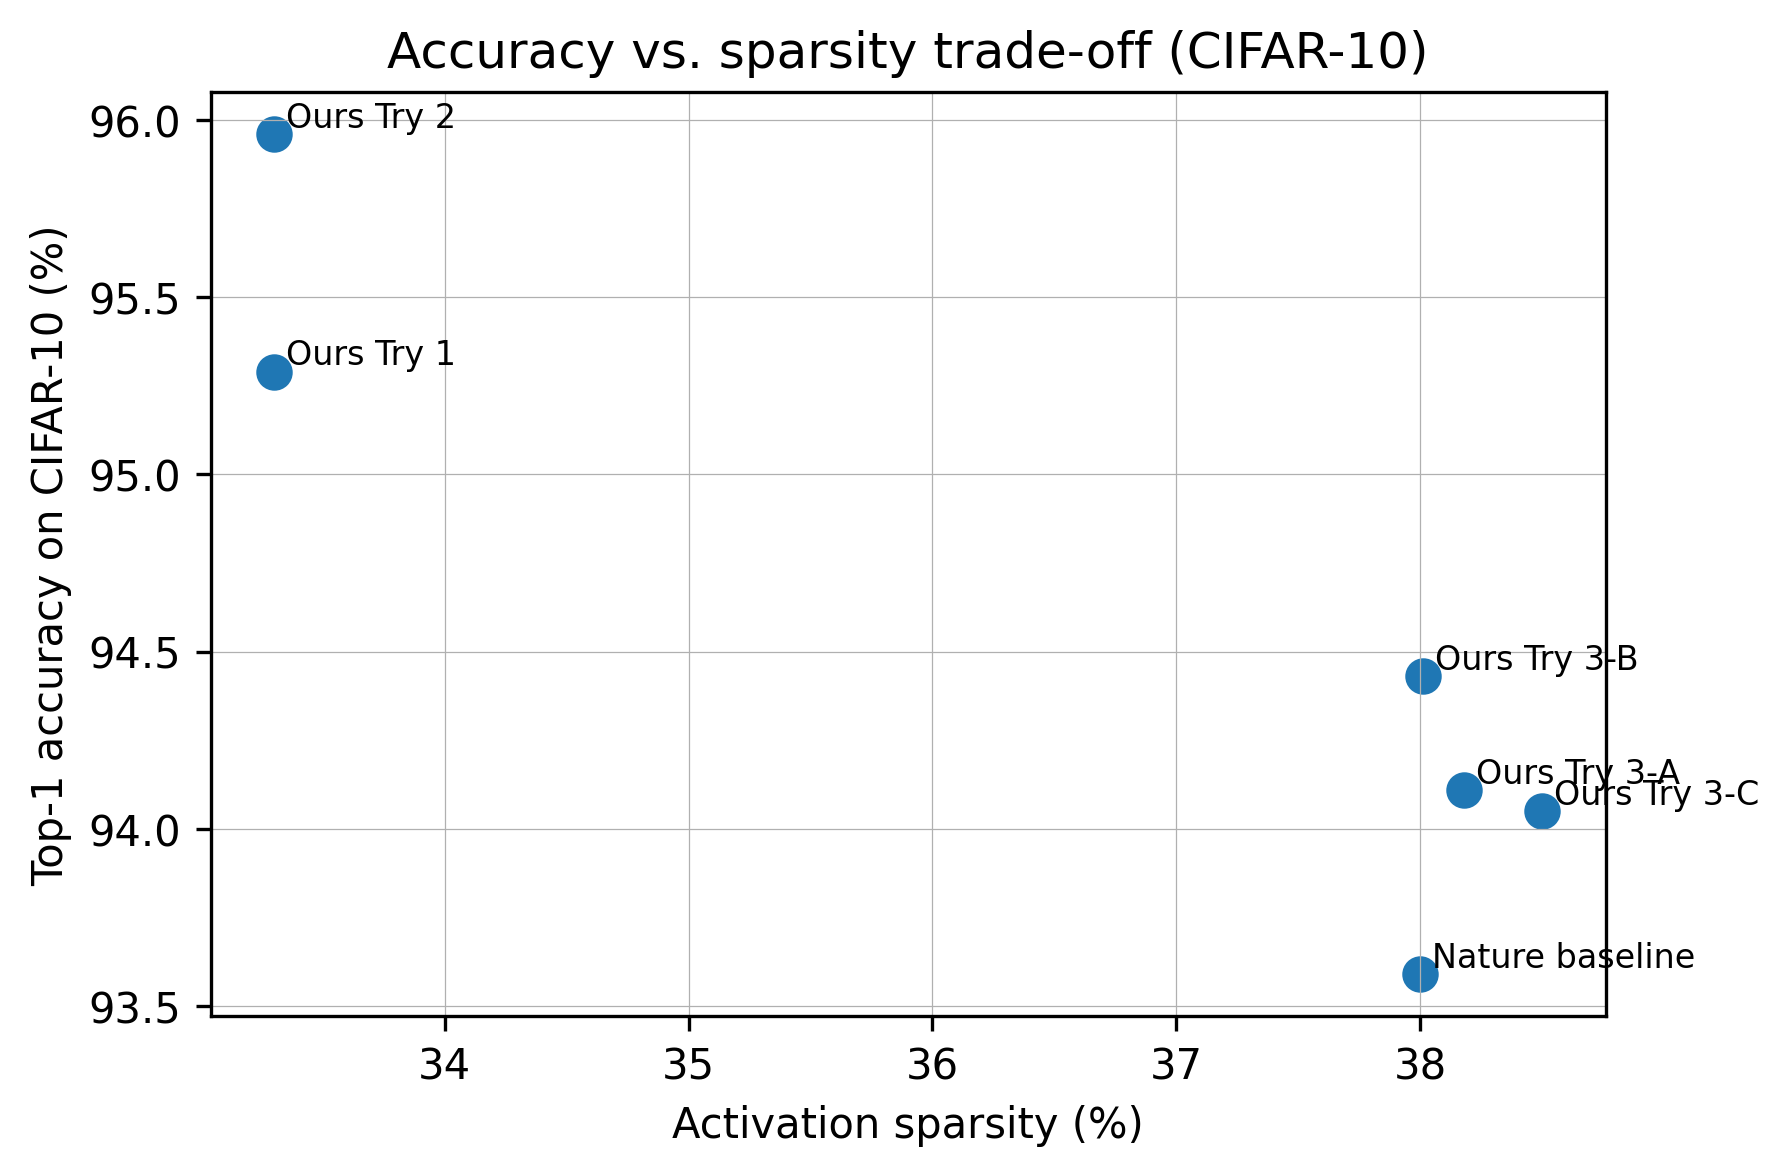 Accuracy vs. sparsity trade-off (CIFAR-10)
Top-1 accuracy on CIFAR-10 (%)
96.0
95.5
95.0
94.5
94.0
93.5
Ours Try 2
Ours Try 1
Ours Try 3-B
Ours Try 3-A
Ours Try 3-C
Nature baseline
34 35 36 37 38
Activation sparsity (%)